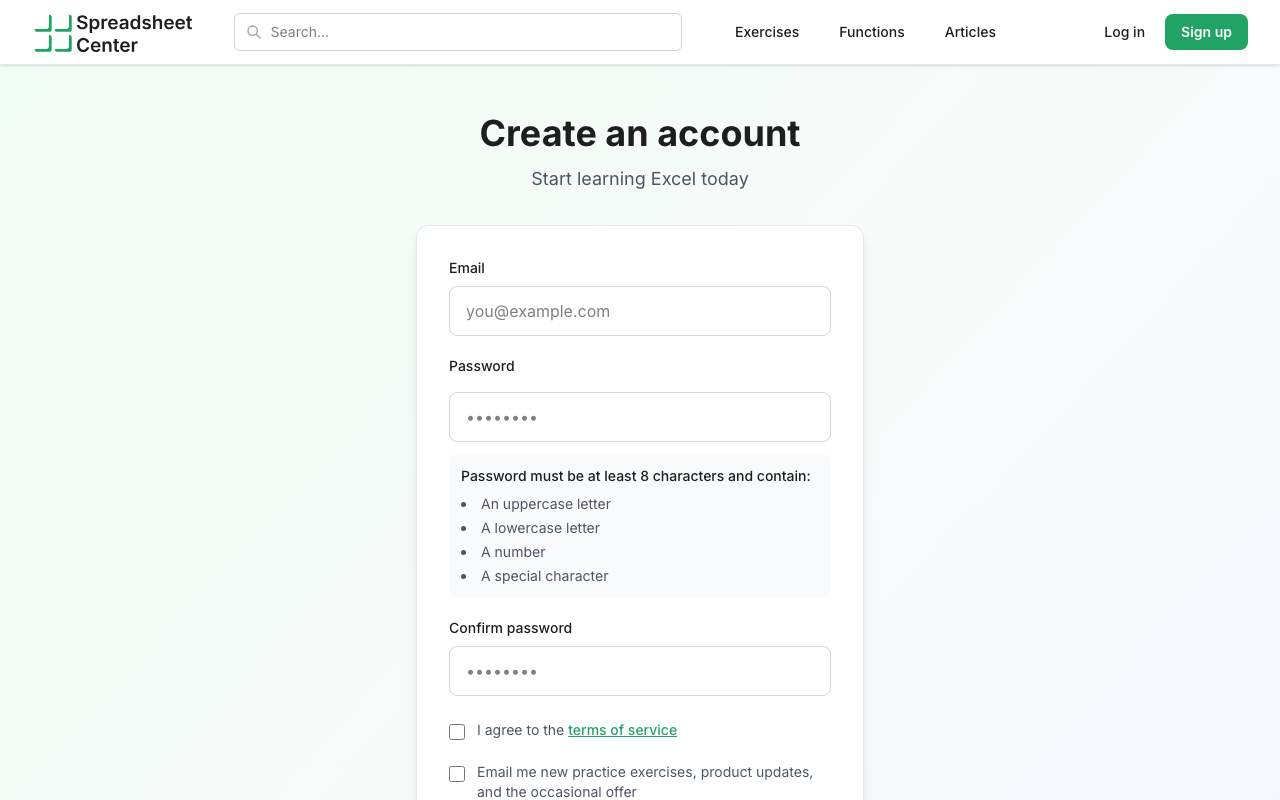 Spreadsheet
Center
Search...
Exercises
Functions
Articles
Log in
Sign up
Create an account
Start learning Excel today
Email
you@example.com
Password
••••••••
Password must be at least 8 characters and contain:
• An uppercase letter
• A lowercase letter
• A number
• A special character
Confirm password
••••••••
I agree to the terms of service
Email me new practice exercises, product updates,
and the occasional offer